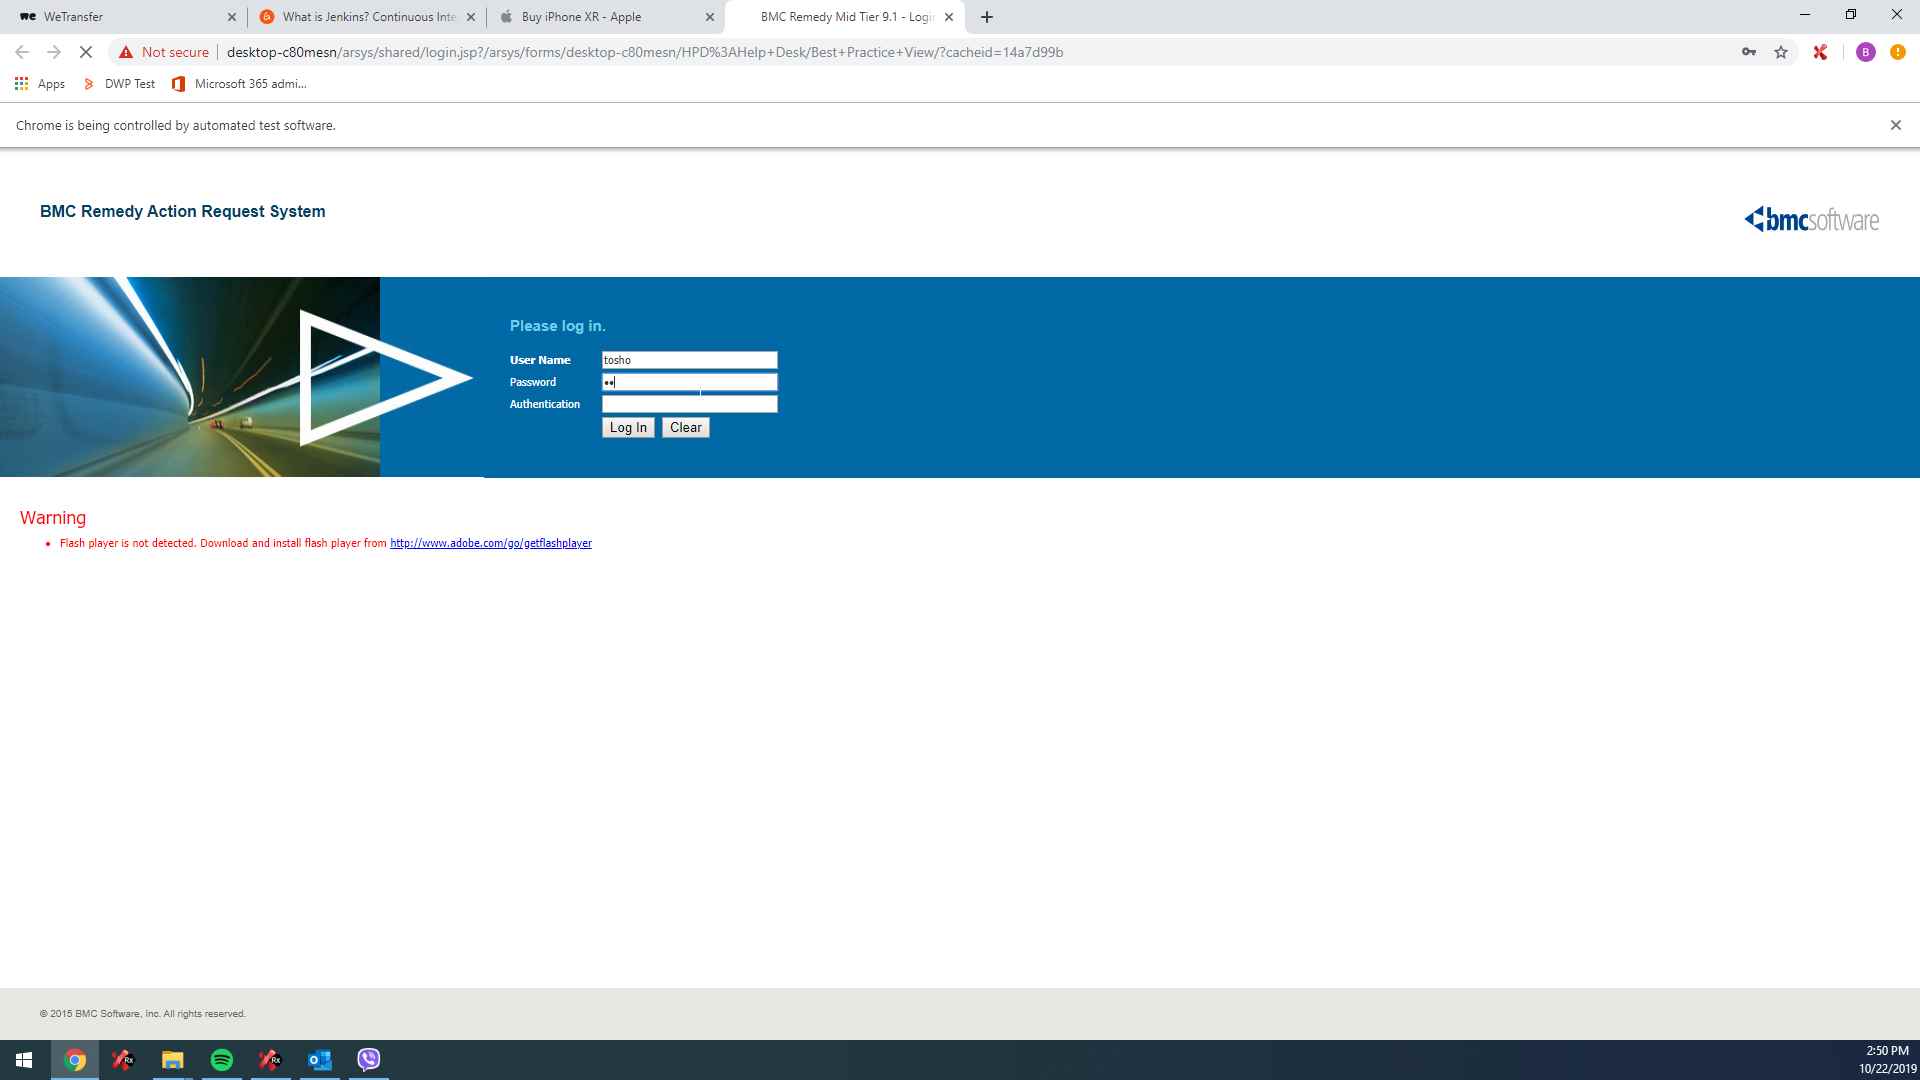 WeTransfer
What is Jenkins? Continuous Inte
Buy iPhone XR - Apple
BMC Remedy Mid Tier 9.1 - Logi
Not secure
desktop-c80mesn/arsys/shared/login.jsp?/arsys/forms/desktop-c80mesn/HPD%3AHelp+Desk/Best+Practice+View/?cacheid=14a7d99b
B
Apps
DWP Test
Microsoft 365 admi...
Chrome is being controlled by automated test software.
BMC Remedy Action Request System
bmcsoftware
Please log in.
User Name tosho
Password
Authentication
Log In Clear
Warning
Flash player is not detected. Download and install flash player from http://www.adobe.com/go/getflashplayer
© 2015 BMC Software, Inc. All rights reserved.
2:50 PM
10/22/2019